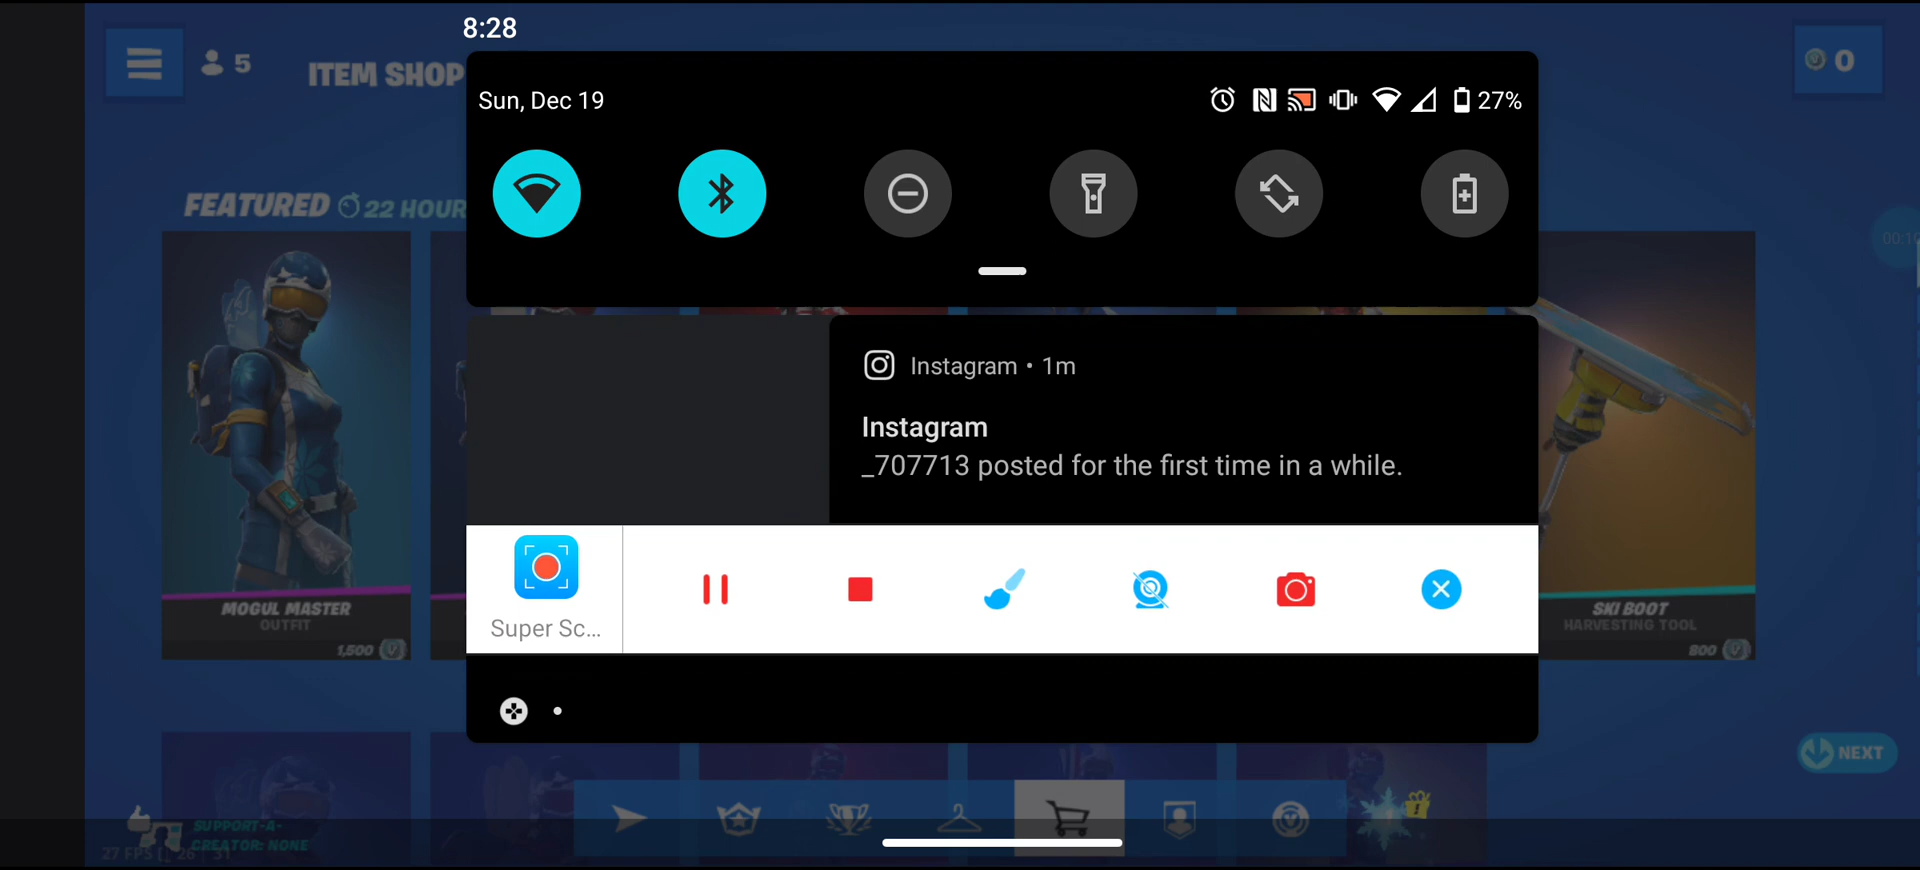 8:28
5
ITEM SHOP
0
Sun, Dec 19
27%
FEATURED 22 HOUR
Instagram • 1m
Instagram
_707713 posted for the first time in a while.
Super Sc...
MOGUL MASTER
OUTFIT
1,500
SKI BOOT
HARVESTING TOOL
800
NEXT
SUPPORT-A-
CREATOR: NONE
27 FPS